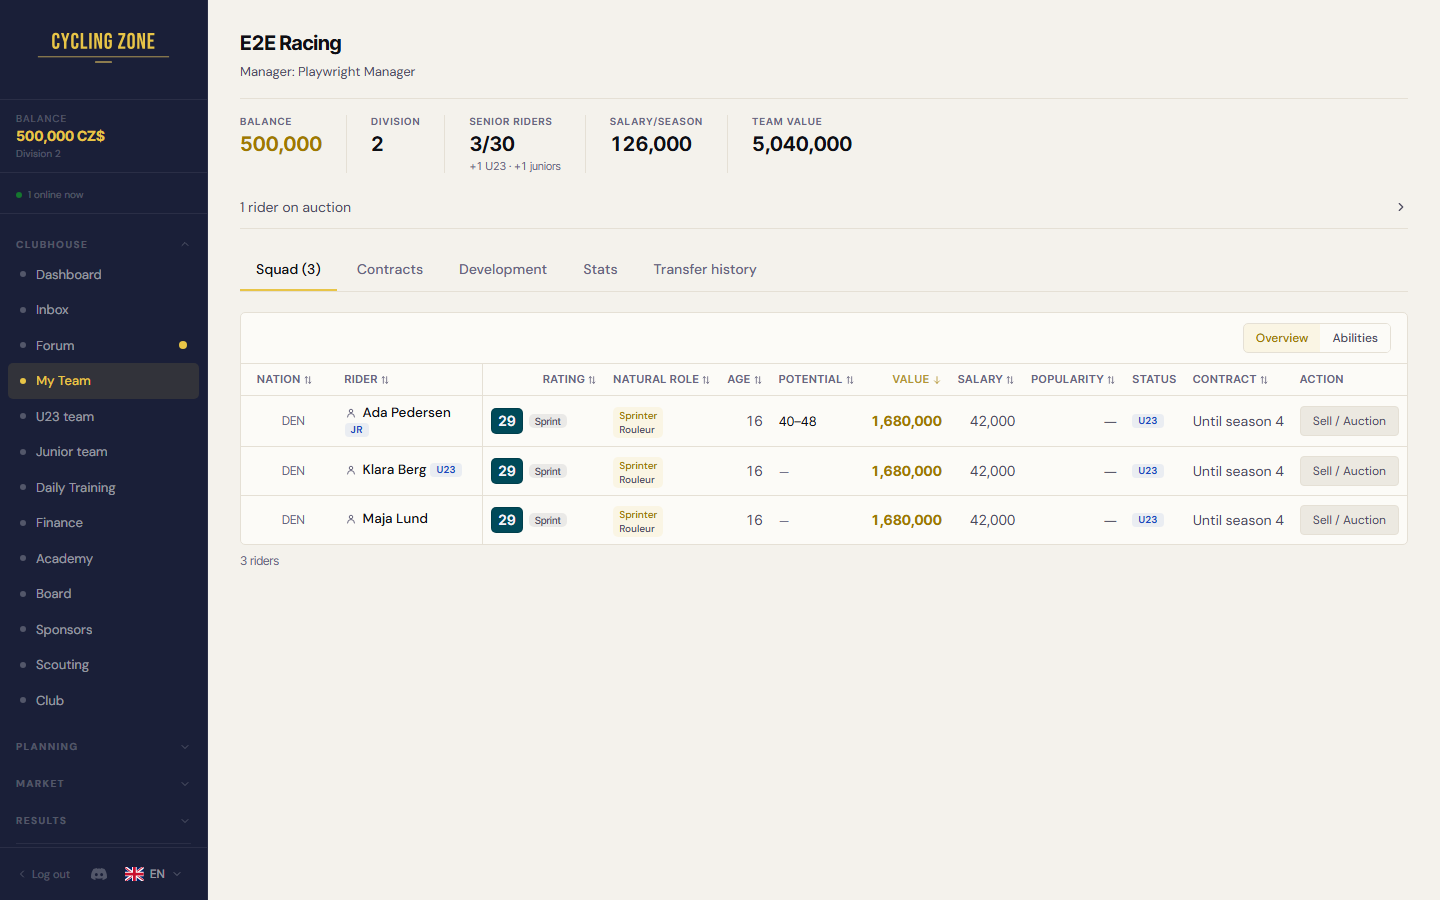 CYCLING ZONE
BALANCE
500,000 CZ$
Division 2
1 online now
CLUBHOUSE
Dashboard
Inbox
Forum
My Team
U23 team
Junior team
Daily Training
Finance
Academy
Board
Sponsors
Scouting
Club
PLANNING
MARKET
RESULTS
Log out
EN
E2E Racing
Manager: Playwright Manager
BALANCE DIVISION SENIOR RIDERS SALARY/SEASON TEAM VALUE
500,000 2 3/30 126,000 5,040,000
+1 U23 · +1 juniors
1 rider on auction
Squad (3) Contracts Development Stats Transfer history
Overview Abilities
NATION RIDER RATING NATURAL ROLE AGE POTENTIAL VALUE SALARY POPULARITY STATUS CONTRACT ACTION
DEN Ada Pedersen JR 29 Sprint Sprinter Rouleur 16 40–48 1,680,000 42,000 — U23 Until season 4 Sell / Auction
DEN Klara Berg U23 29 Sprint Sprinter Rouleur 16 – 1,680,000 42,000 — U23 Until season 4 Sell / Auction
DEN Maja Lund 29 Sprint Sprinter Rouleur 16 – 1,680,000 42,000 — U23 Until season 4 Sell / Auction
3 riders